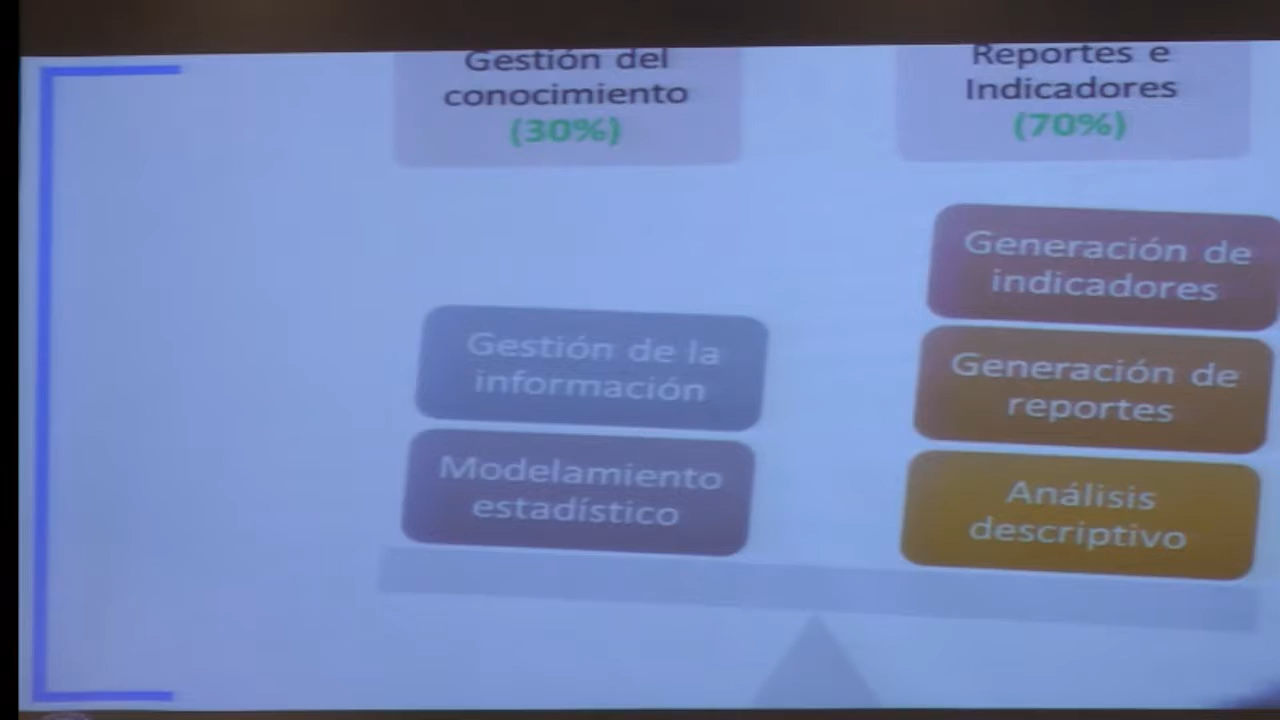 Gestión del
conocimiento
(30%)
Reportes e
Indicadores
(70%)
Gestión de la
información
Modelamiento
estadístico
Generación de
indicadores
Generación de
reportes
Análisis
descriptivo